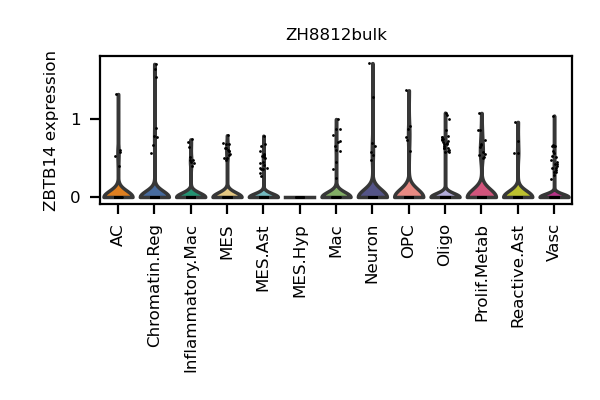 ZH8812bulk
ZBTB14 expression
1
0
AC
Chromatin.Reg
Inflammatory.Mac
MES
MES.Ast
MES.Hyp
Mac
Neuron
OPC
Oligo
Prolif.Metab
Reactive.Ast
Vasc